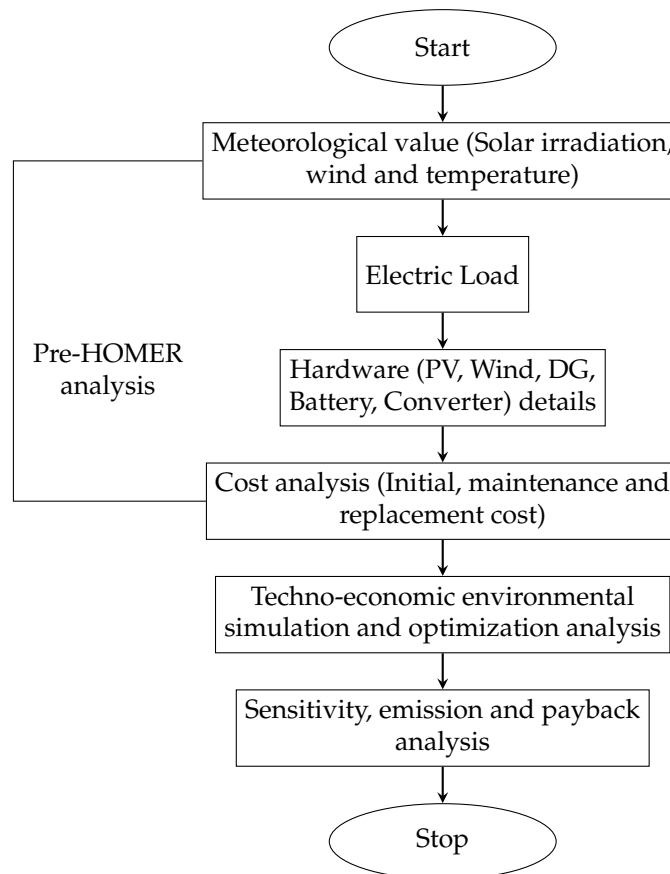 Start
Meteorological value (Solar irradiation,
wind and temperature)
Electric Load
Pre-HOMER
analysis
Hardware (PV, Wind, DG,
Battery, Converter) details
Cost analysis (Initial, maintenance and
replacement cost)
Techno-economic environmental
simulation and optimization analysis
Sensitivity, emission and payback
analysis
Stop